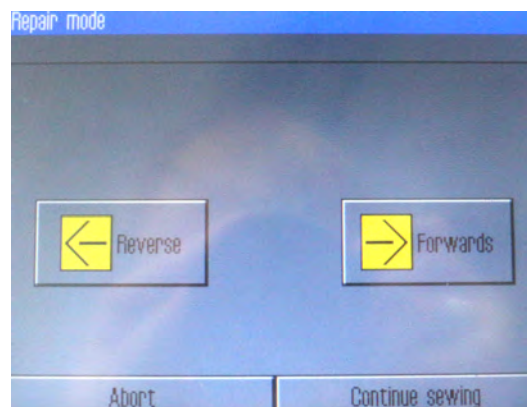 Repair mode
Reverse
Forwards
Abort
Continue sewing